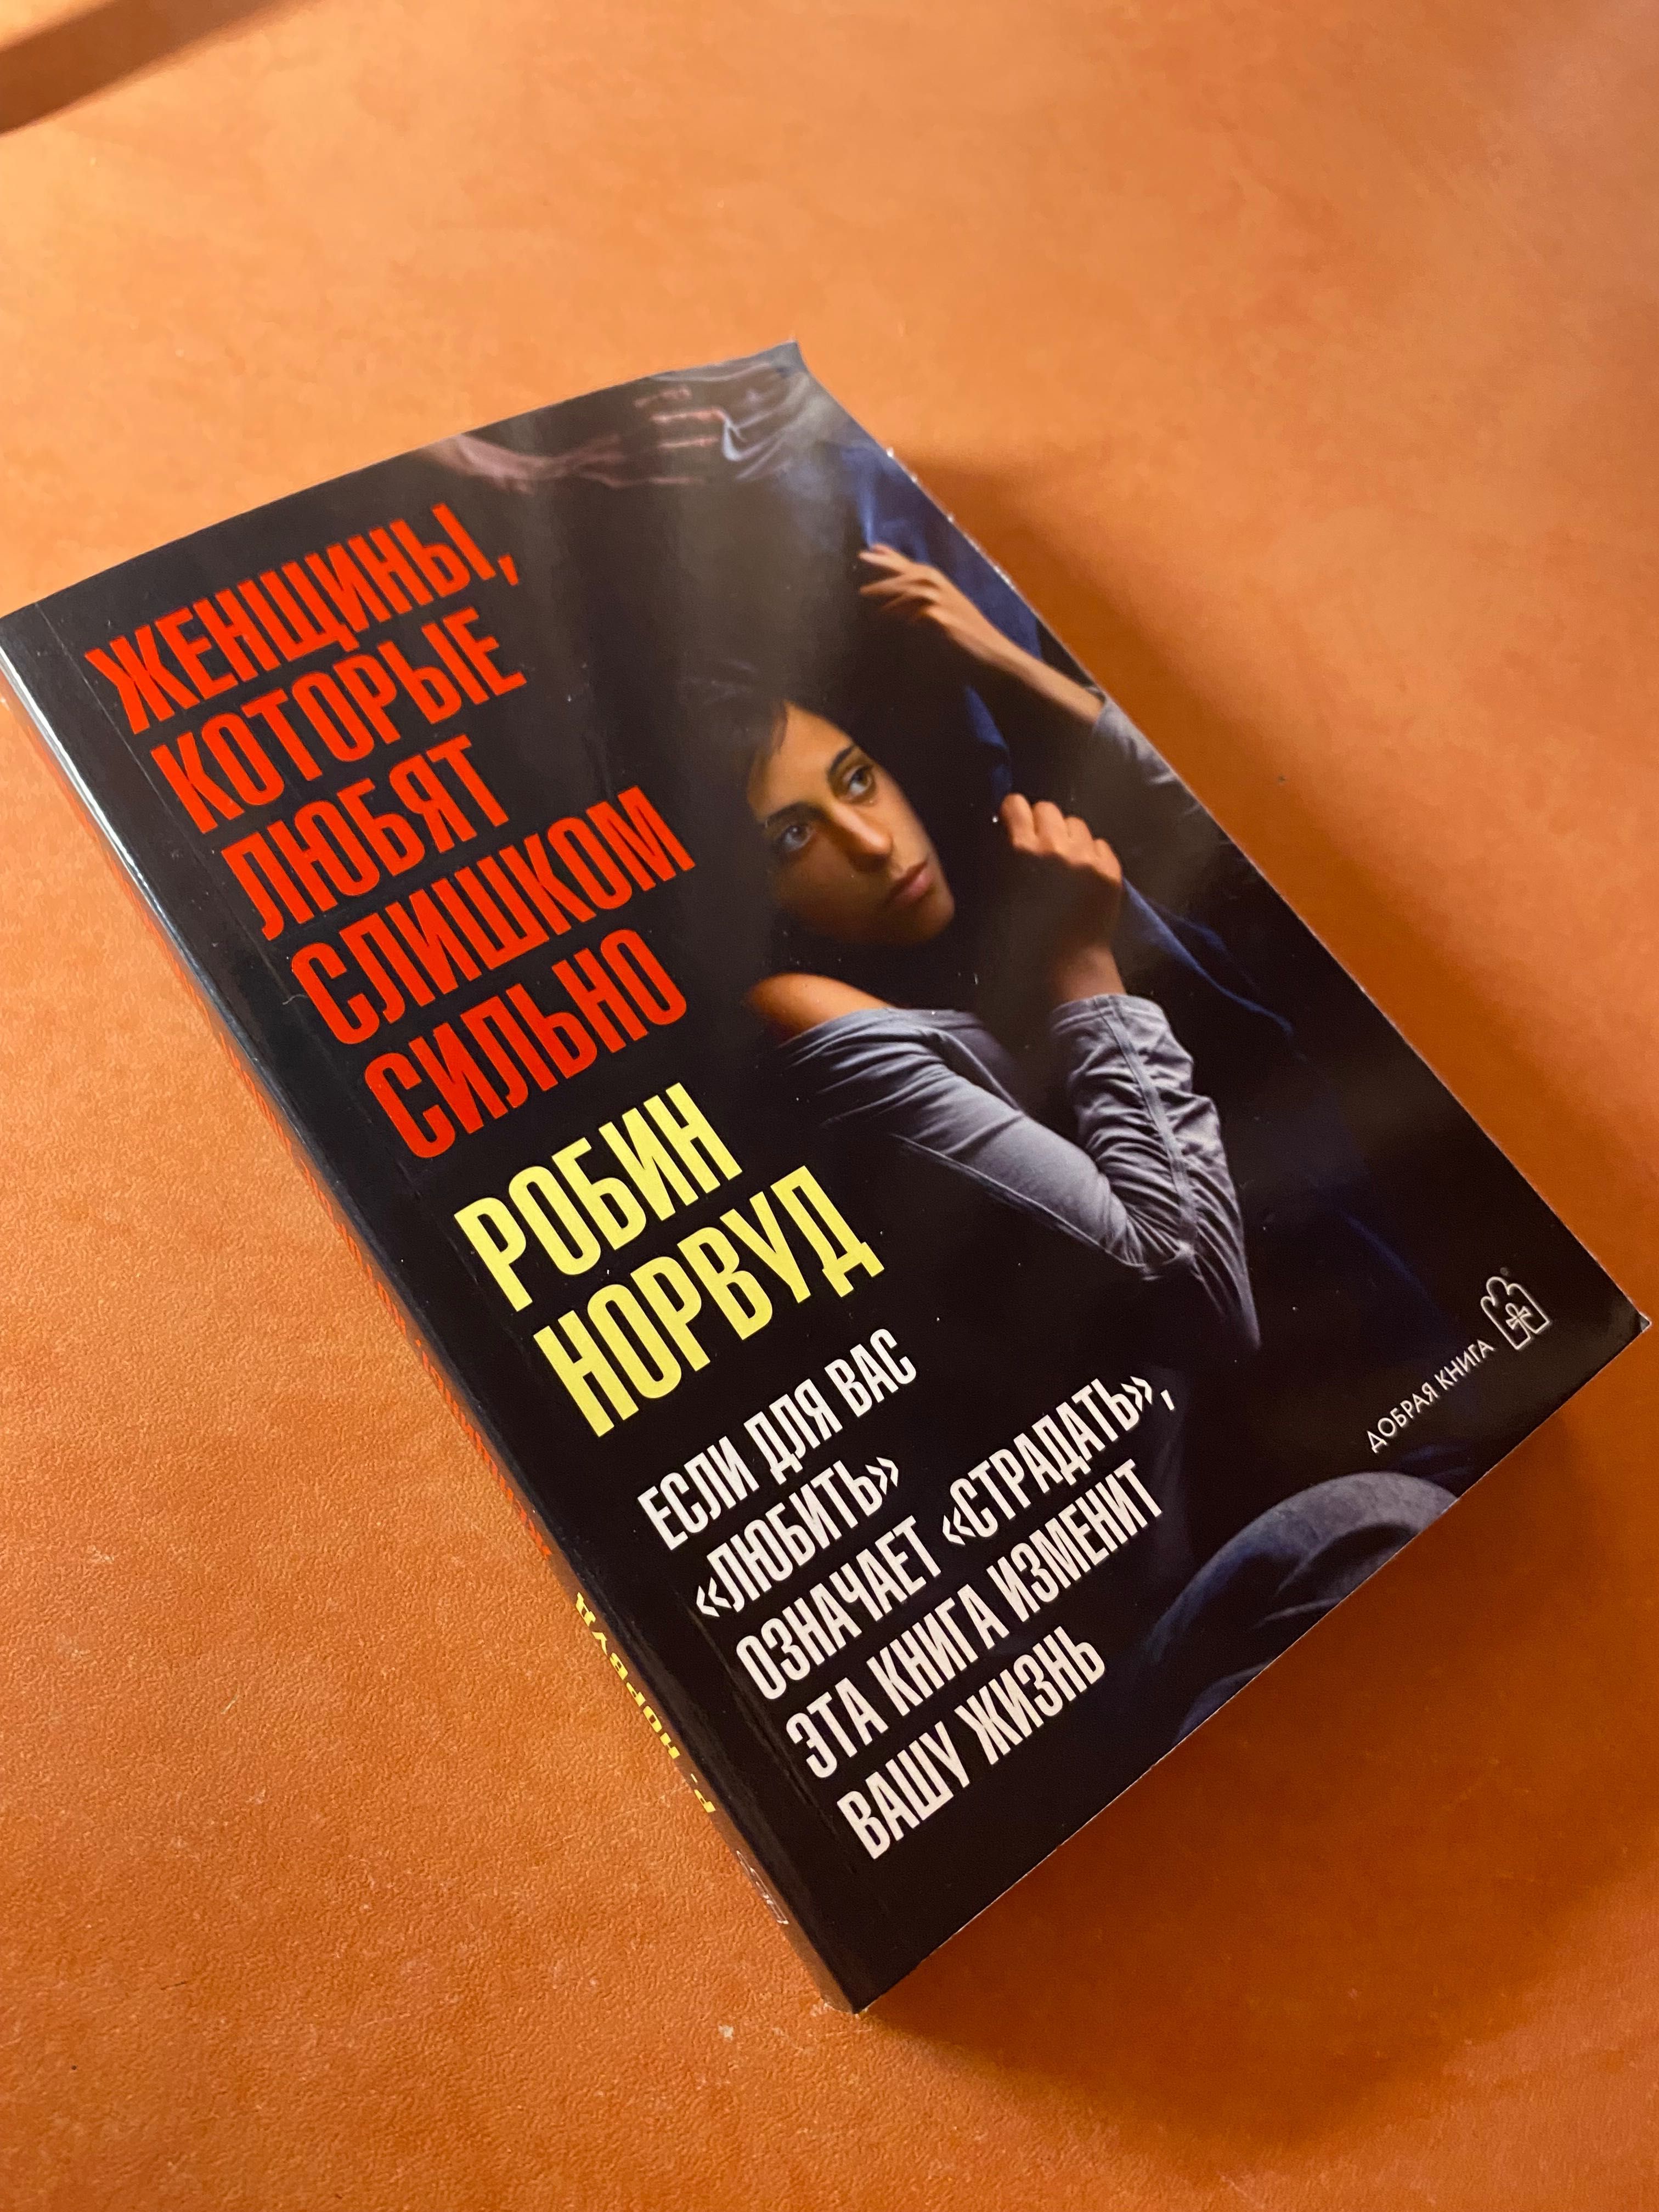 ЖЕНЩИНЫ,
КОТОРЫЕ
ЛЮБЯТ
СЛИШКОМ
СИЛЬНО
РОБИН
НОРВУД
ЕСЛИ ДЛЯ ВАС
«ЛЮБИТЬ»
ОЗНАЧАЕТ «СТРАДАТЬ»,
ЭТА КНИГА ИЗМЕНИТ
ВАШУ ЖИЗНЬ
ДОБРАЯ КНИГА
Р. НОРВУД